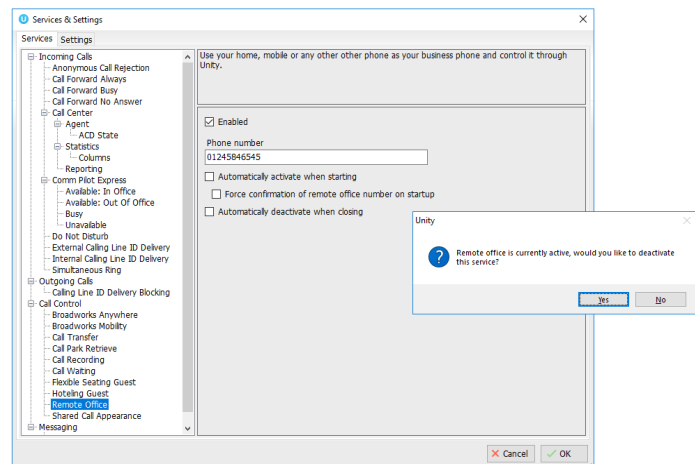 Services & Settings
Services Settings
Incoming Calls
Anonymous Call Rejection
Call Forward Always
Call Forward Busy
Call Forward No Answer
Call Center
Agent
ACD State
Statistics
Columns
Reporting
Comm Pilot Express
Available: In Office
Available: Out Of Office
Busy
Unavailable
Do Not Disturb
External Calling Line ID Delivery
Internal Calling Line ID Delivery
Simultaneous Ring
Outgoing Calls
Calling Line ID Delivery Blocking
Call Control
Broadworks Anywhere
Broadworks Mobility
Call Transfer
Call Park Retrieve
Call Recording
Call Waiting
Flexible Seating Guest
Hoteling Guest
Remote Office
Shared Call Appearance
Messaging
Use your home, mobile or any other other phone as your business phone and control it through
Unity.
Enabled
Phone number
01245846545
Automatically activate when starting
Force confirmation of remote office number on startup
Automatically deactivate when closing
Unity
Remote office is currently active, would you like to deactivate
this service?
Yes No
Cancel OK